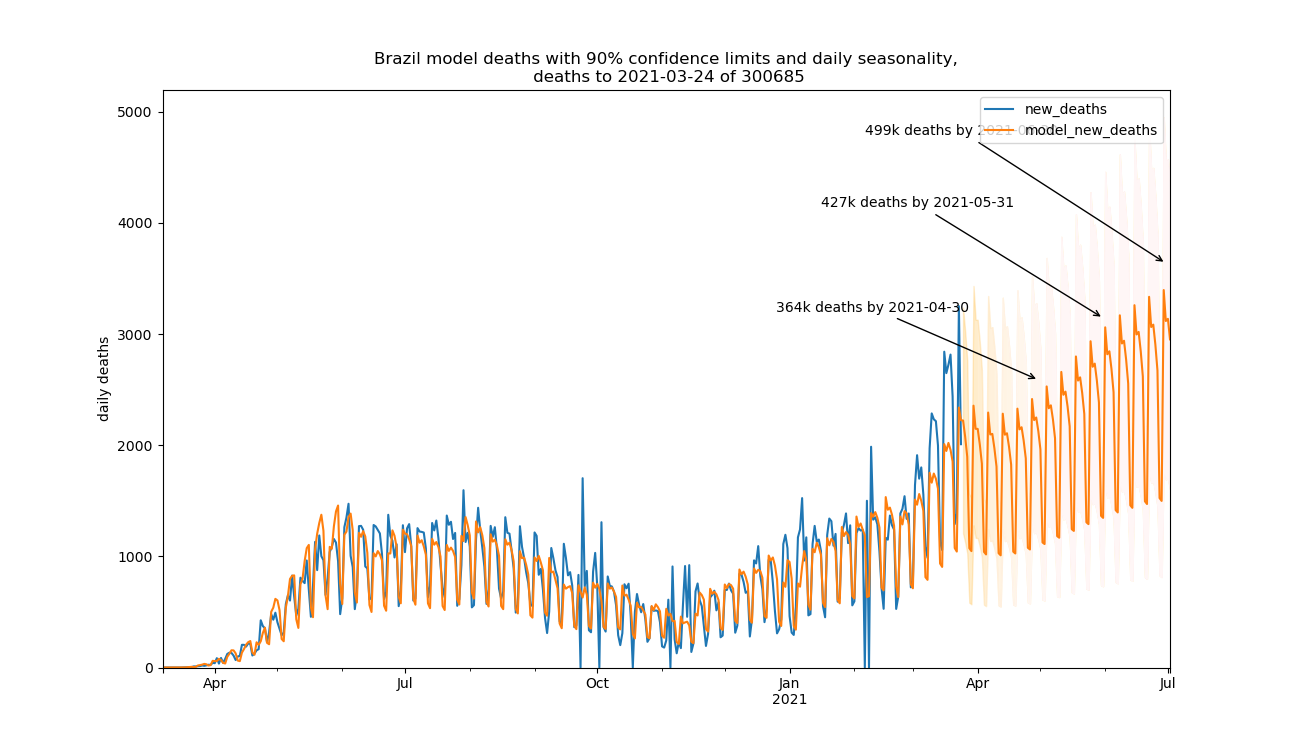 Brazil model deaths with 90% confidence limits and daily seasonality,
deaths to 2021-03-24 of 300685
5000
4000
3000
2000
1000
0
daily deaths
new_deaths
model_new_deaths
499k deaths by
427k deaths by 2021-05-31
364k deaths by 2021-04-30
Apr
Jul
Oct
Jan
2021
Apr
Jul